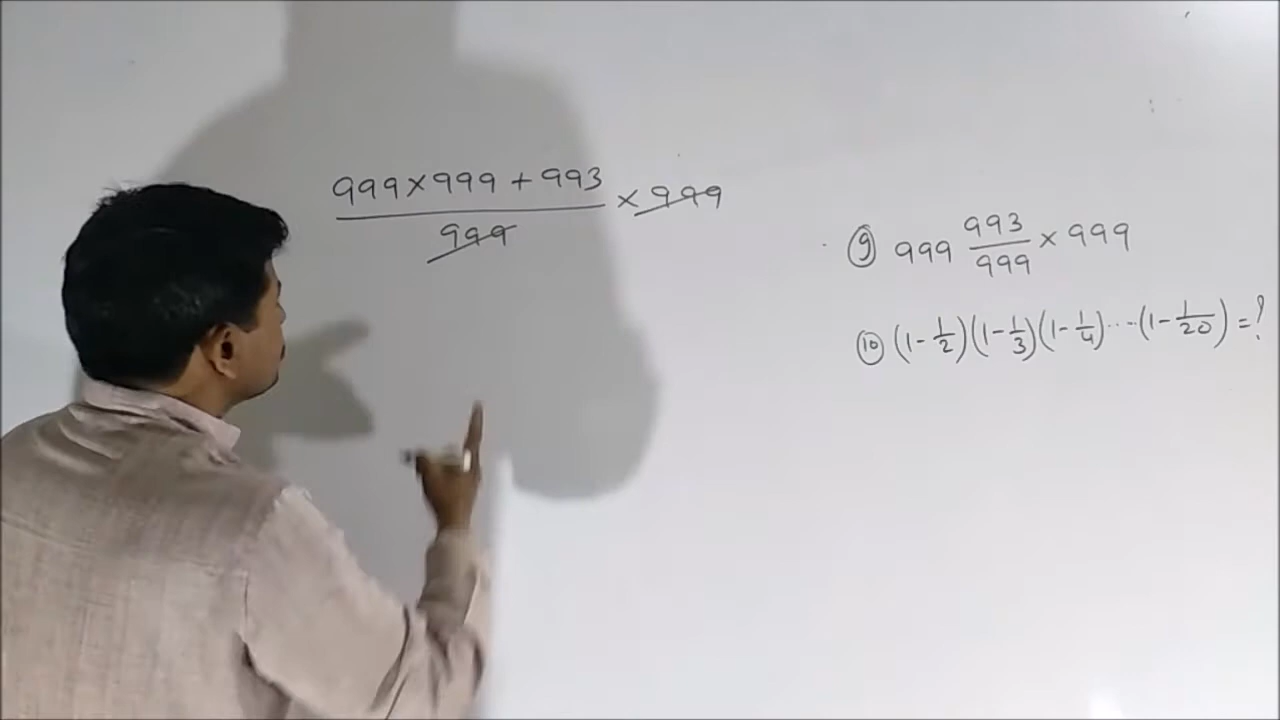 999×999 + 993 × 999
999
⑨ 999 993/999 × 999
⑩ (1-1/2)(1-1/3)(1-1/4)....(1-1/20) = ?